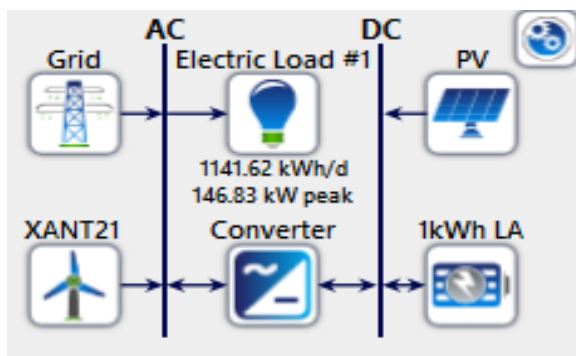 AC DC
Grid Electric Load #1 PV
1141.62 kWh/d
146.83 kW peak
XANT21 Converter 1kWh LA